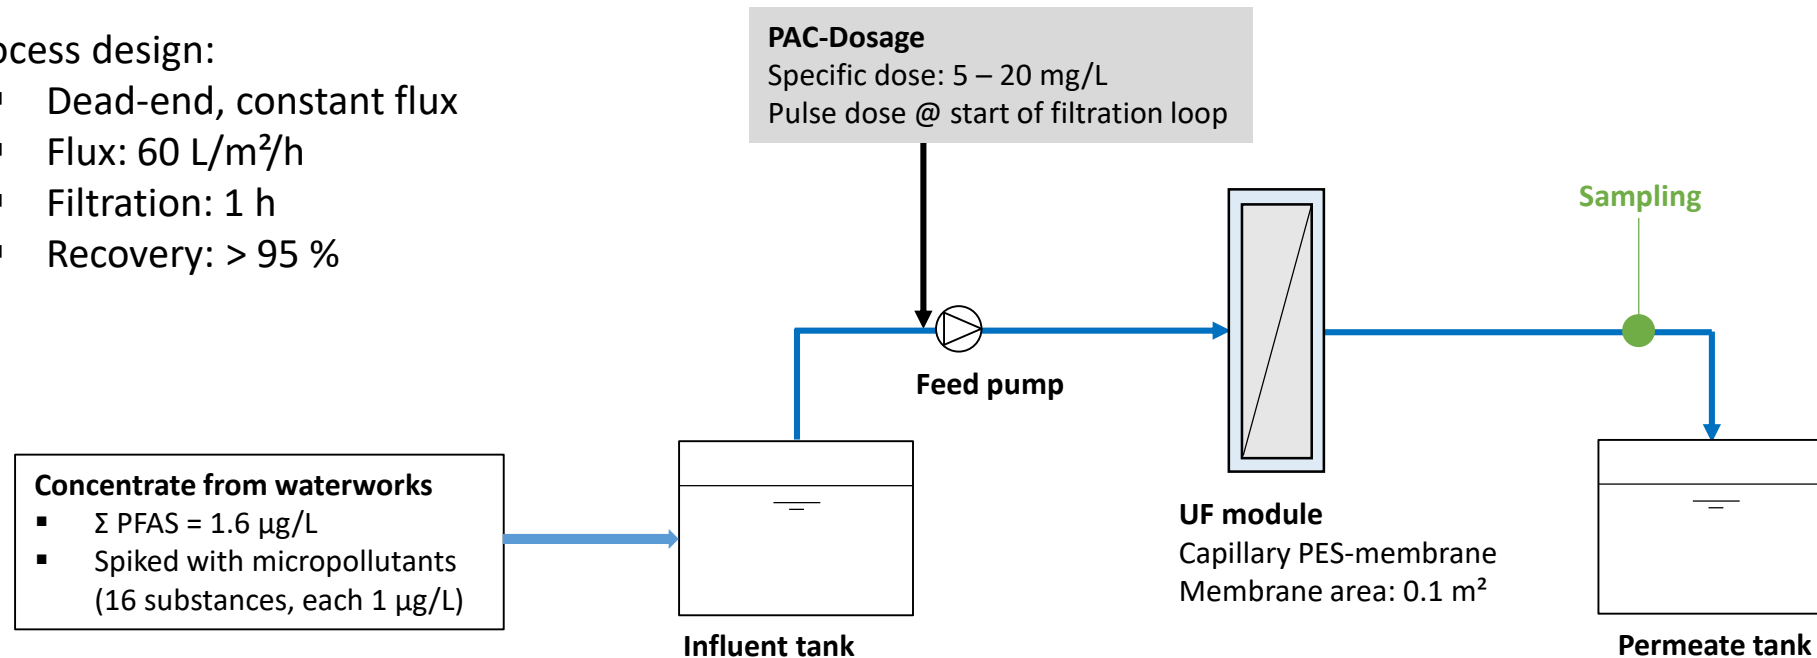 ocess design:
▪ Dead-end, constant flux
▪ Flux: 60 L/m²/h
▪ Filtration: 1 h
▪ Recovery: > 95 %
PAC-Dosage
Specific dose: 5 – 20 mg/L
Pulse dose @ start of filtration loop
Sampling
Feed pump
Concentrate from waterworks
▪ Σ PFAS = 1.6 µg/L
▪ Spiked with micropollutants
(16 substances, each 1 µg/L)
Influent tank
UF module
Capillary PES-membrane
Membrane area: 0.1 m²
Permeate tank